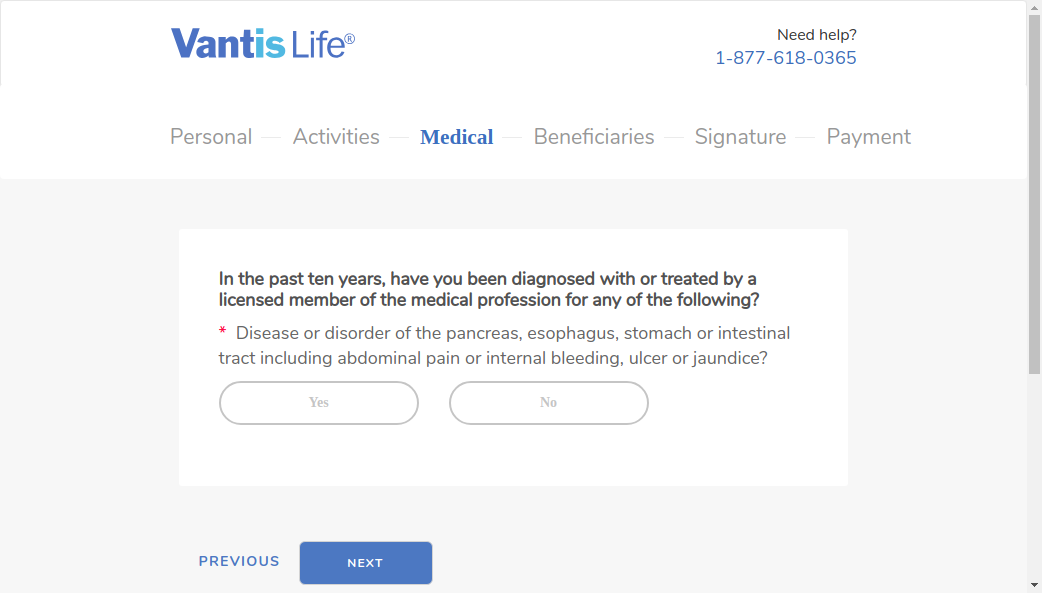 Vantis Life®
Need help?
1-877-618-0365
Personal
Activities
Medical
Beneficiaries
Signature
Payment
In the past ten years, have you been diagnosed with or treated by a
licensed member of the medical profession for any of the following?
* Disease or disorder of the pancreas, esophagus, stomach or intestinal
tract including abdominal pain or internal bleeding, ulcer or jaundice?
Yes
No
PREVIOUS
NEXT